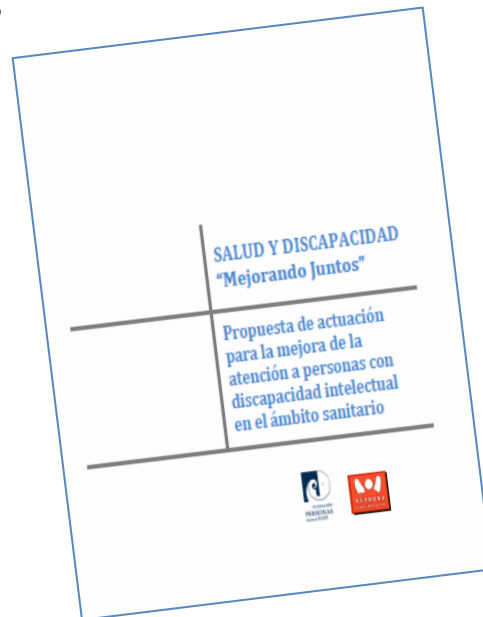 SALUD Y DISCAPACIDAD
“Mejorando Juntos”
Propuesta de actuación
para la mejora de la
atención a personas con
discapacidad intelectual
en el ámbito sanitario
PERSONAS